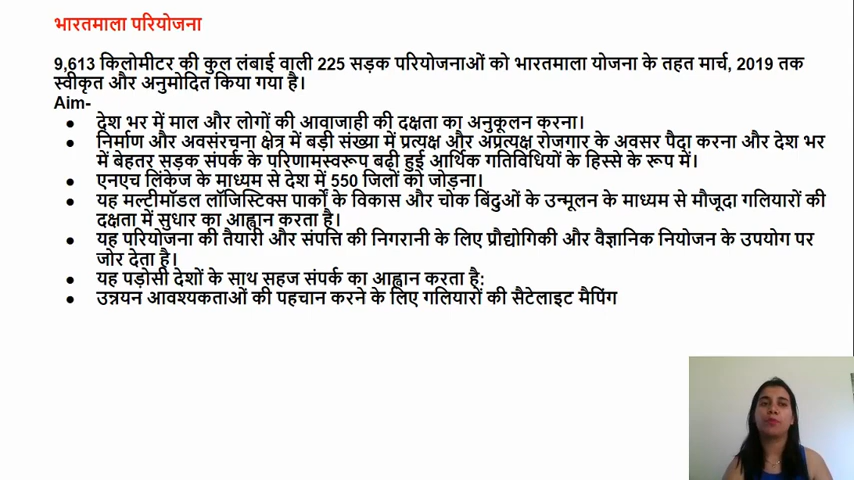 भारतमाला परियोजना
9,613 किलोमीटर की कुल लंबाई वाली 225 सड़क परियोजनाओं को भारतमाला योजना के तहत मार्च, 2019 तक
स्वीकृत और अनुमोदित किया गया है।
Aim-
● देश भर में माल और लोगों की आवाजाही की दक्षता का अनुकूलन करना।
● निर्माण और अवसंरचना क्षेत्र में बड़ी संख्या में प्रत्यक्ष और अप्रत्यक्ष रोजगार के अवसर पैदा करना और देश भर
में बेहतर सड़क संपर्क के परिणामस्वरूप बढ़ी हुई आर्थिक गतिविधियों के हिस्से के रूप में।
● एनएच लिंकेज के माध्यम से देश में 550 जिलों को जोड़ना।
● यह मल्टीमॉडल लॉजिस्टिक्स पार्कों के विकास और चोक बिंदुओं के उन्मूलन के माध्यम से मौजूदा गलियारों की
दक्षता में सुधार का आह्वान करता है।
● यह परियोजना की तैयारी और संपत्ति की निगरानी के लिए प्रौद्योगिकी और वैज्ञानिक नियोजन के उपयोग पर
जोर देता है।
● यह पड़ोसी देशों के साथ सहज संपर्क का आह्वान करता है:
● उन्नयन आवश्यकताओं की पहचान करने के लिए गलियारों की सैटेलाइट मैपिंग